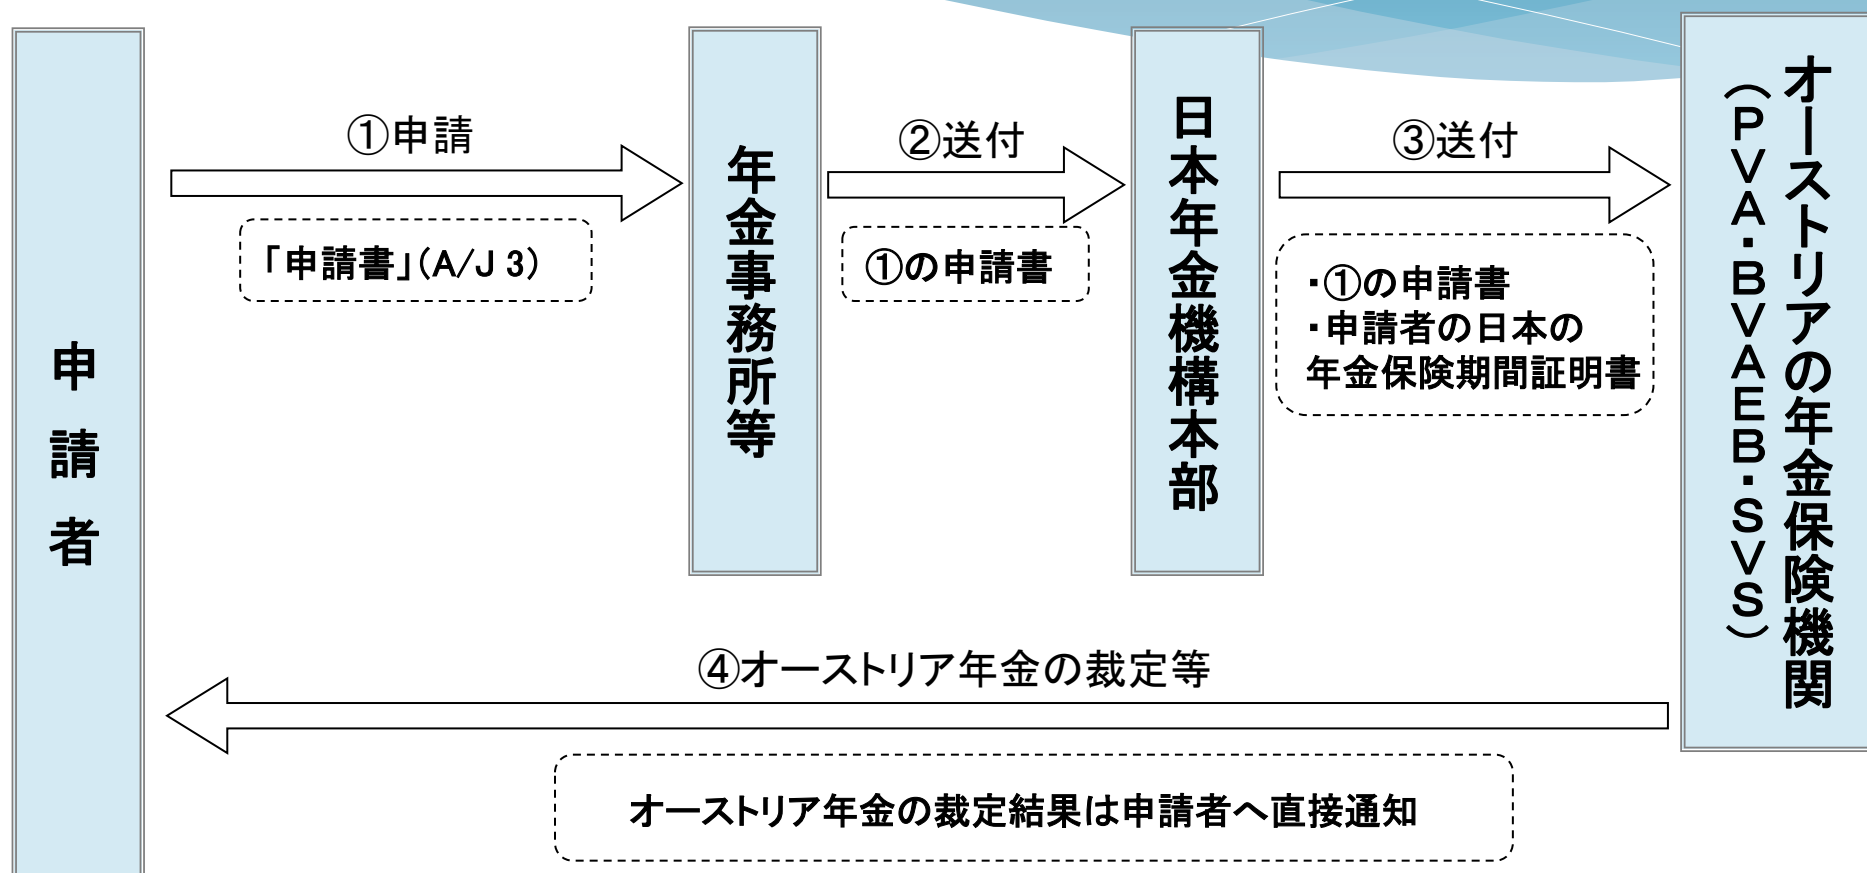 申請者
①申請
「申請書」(A/J 3)
年金事務所等
②送付
①の申請書
日本年金機構本部
③送付
・①の申請書
・申請者の日本の
年金保険期間証明書
オーストリアの年金保険機関
(PVA・BVAEB・SVS)
④オーストリア年金の裁定等
オーストリア年金の裁定結果は申請者へ直接通知